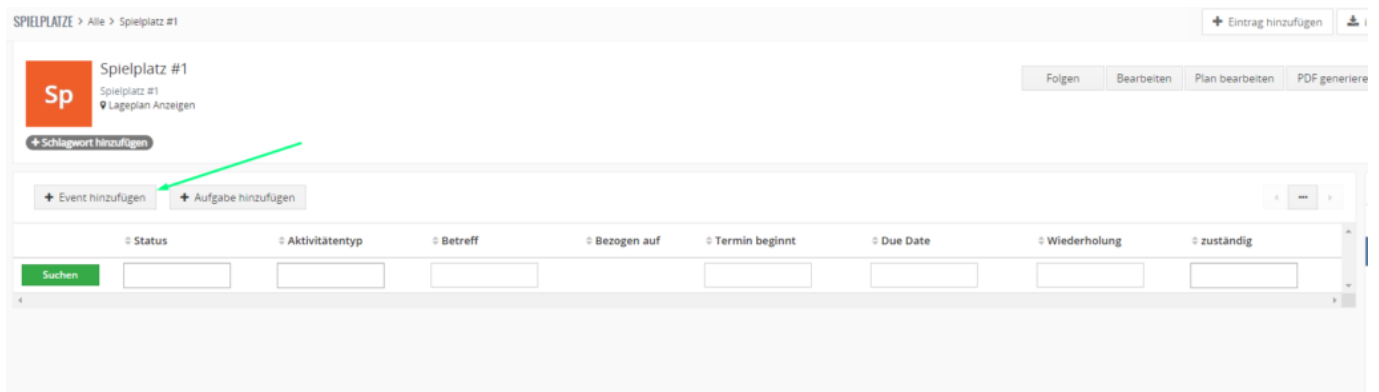 SPIELPLATZE > Alle > Spielplatz #1
+ Eintrag hinzufügen
Sp
Spielplatz #1
Spielplatz #1
Lageplan Anzeigen
Folgen Bearbeiten Plan bearbeiten PDF generiere
+ Schlagwort hinzufügen
+ Event hinzufügen + Aufgabe hinzufügen
Status Aktivitätentyp Betreff Bezogen auf Termin beginnt Due Date Wiederholung zuständig
Suchen